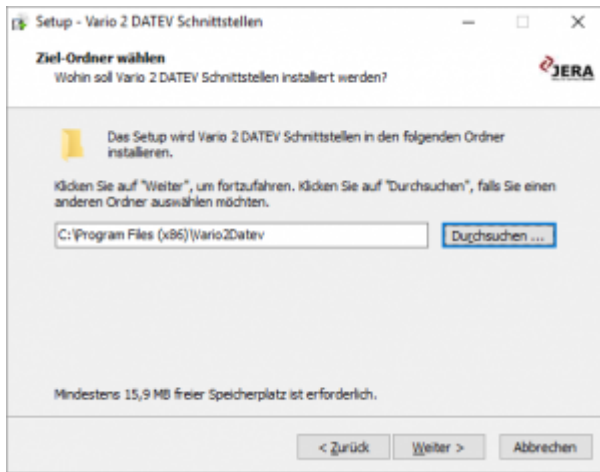 Setup - Vario 2 DATEV Schnittstellen
Ziel-Ordner wählen
Wohin soll Vario 2 DATEV Schnittstellen installiert werden?
JERA
Das Setup wird Vario 2 DATEV Schnittstellen in den folgenden Ordner
installieren.
Klicken Sie auf "Weiter", um fortzufahren. Klicken Sie auf "Durchsuchen", falls Sie einen
anderen Ordner auswählen möchten.
C:\Program Files (x86)\Vario2Datev
Durchsuchen ...
Mindestens 15,9 MB freier Speicherplatz ist erforderlich.
< Zurück
Weiter >
Abbrechen